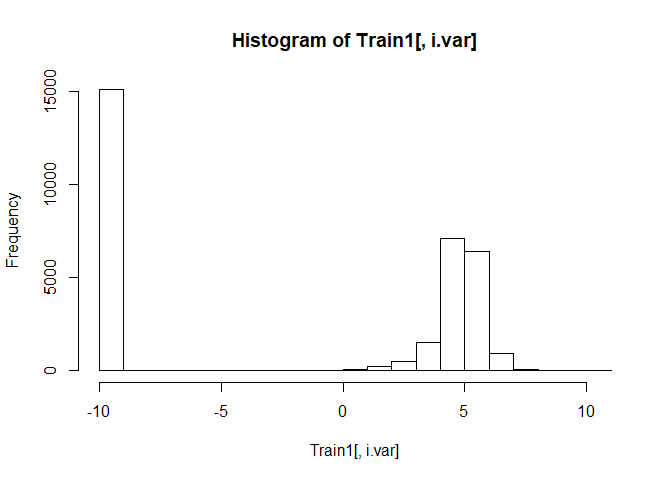 Histogram of Train1[, i.var]
Frequency
15000
10000
5000
0
-10 -5 0 5 10
Train1[, i.var]